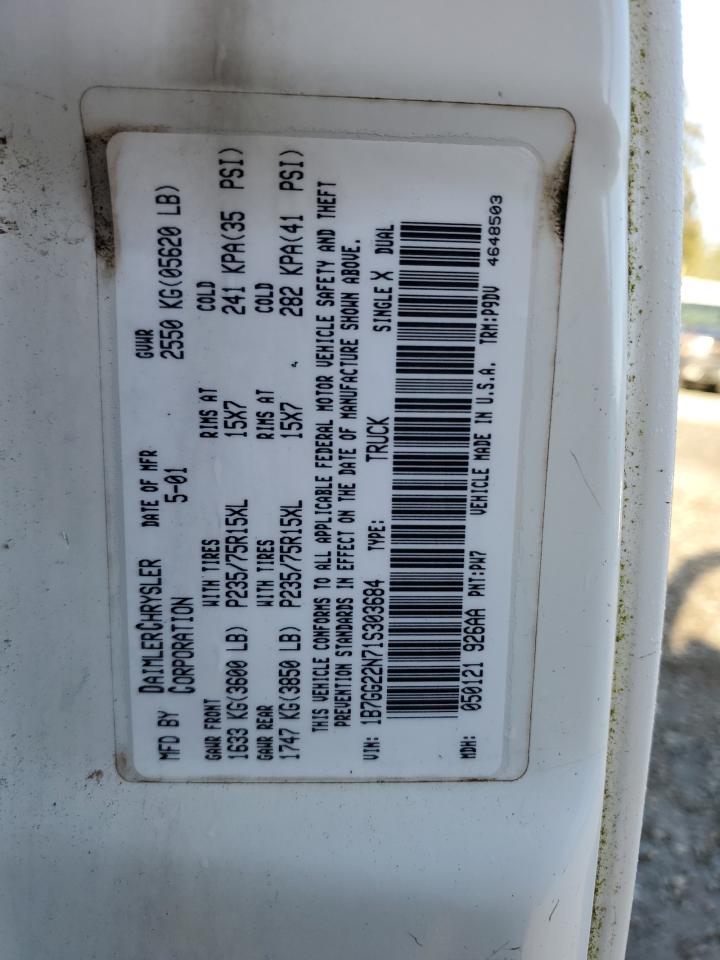 MFD BY DAIMLERCHRYSLER CORPORATION DATE OF MFR 5-01 GVWR 2550 KG(05620 LB)
GAWR FRONT WITH TIRES RIMS AT COLD
1633 KG(3600 LB) P235/75R15XL 15X7 241 KPA(35 PSI)
GAWR REAR WITH TIRES RIMS AT COLD
1747 KG(3850 LB) P235/75R15XL 15X7 282 KPA(41 PSI)
THIS VEHICLE CONFORMS TO ALL APPLICABLE FEDERAL MOTOR VEHICLE SAFETY AND THEFT
PREVENTION STANDARDS IN EFFECT ON THE DATE OF MANUFACTURE SHOWN ABOVE.
VIN: 1B7GG22N71S303684 TYPE: TRUCK SINGLE X DUAL
MDH: 050121 926AA PNT:PW7 VEHICLE MADE IN U.S.A. TRM:P9DV 4648503